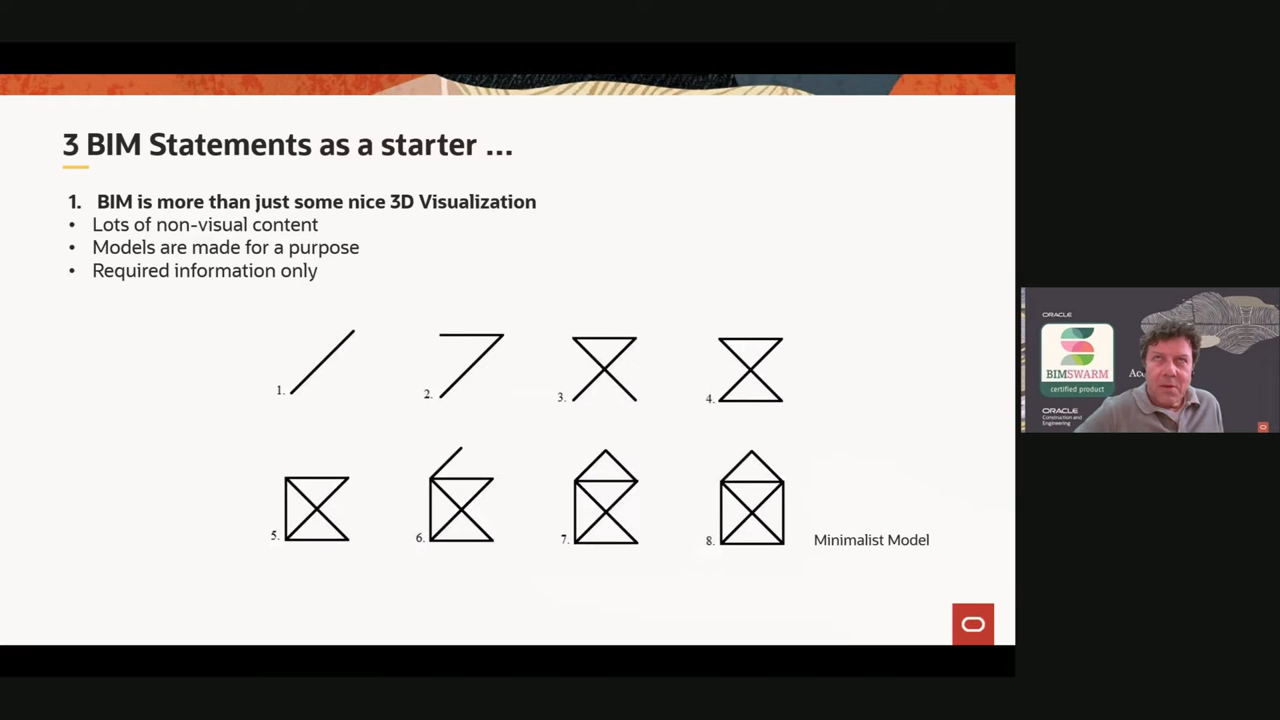 3 BIM Statements as a starter ...
1. BIM is more than just some nice 3D Visualization
• Lots of non-visual content
• Models are made for a purpose
• Required information only
1.
2.
3.
4.
5.
6.
7.
8.
Minimalist Model
ORACLE
BIMSWARM
certified product
ORACLE
Construction and
Engineering